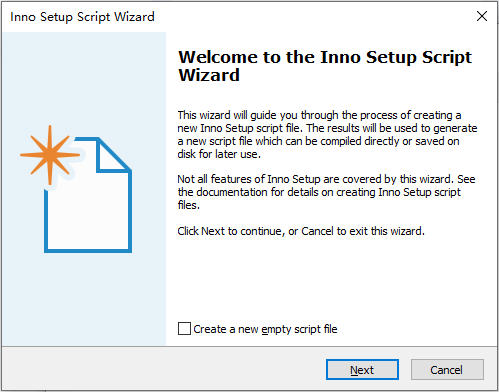 Inno Setup Script Wizard
Welcome to the Inno Setup Script
Wizard
This wizard will guide you through the process of creating a
new Inno Setup script file. The results will be used to generate
a new script file which can be compiled directly or saved on
disk for later use.
Not all features of Inno Setup are covered by this wizard. See
the documentation for details on creating Inno Setup script
files.
Click Next to continue, or Cancel to exit this wizard.
Create a new empty script file
Next
Cancel